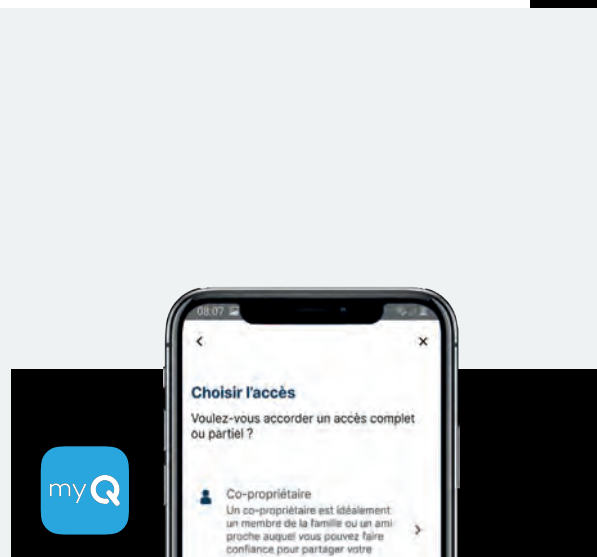 08:07
Choisir l'accès
Voulez-vous accorder un accès complet
ou partiel ?
Co-propriétaire
Un co-propriétaire est idéalement
un membre de la famille ou un ami
proche auquel vous pouvez faire
confiance pour partager votre
myQ